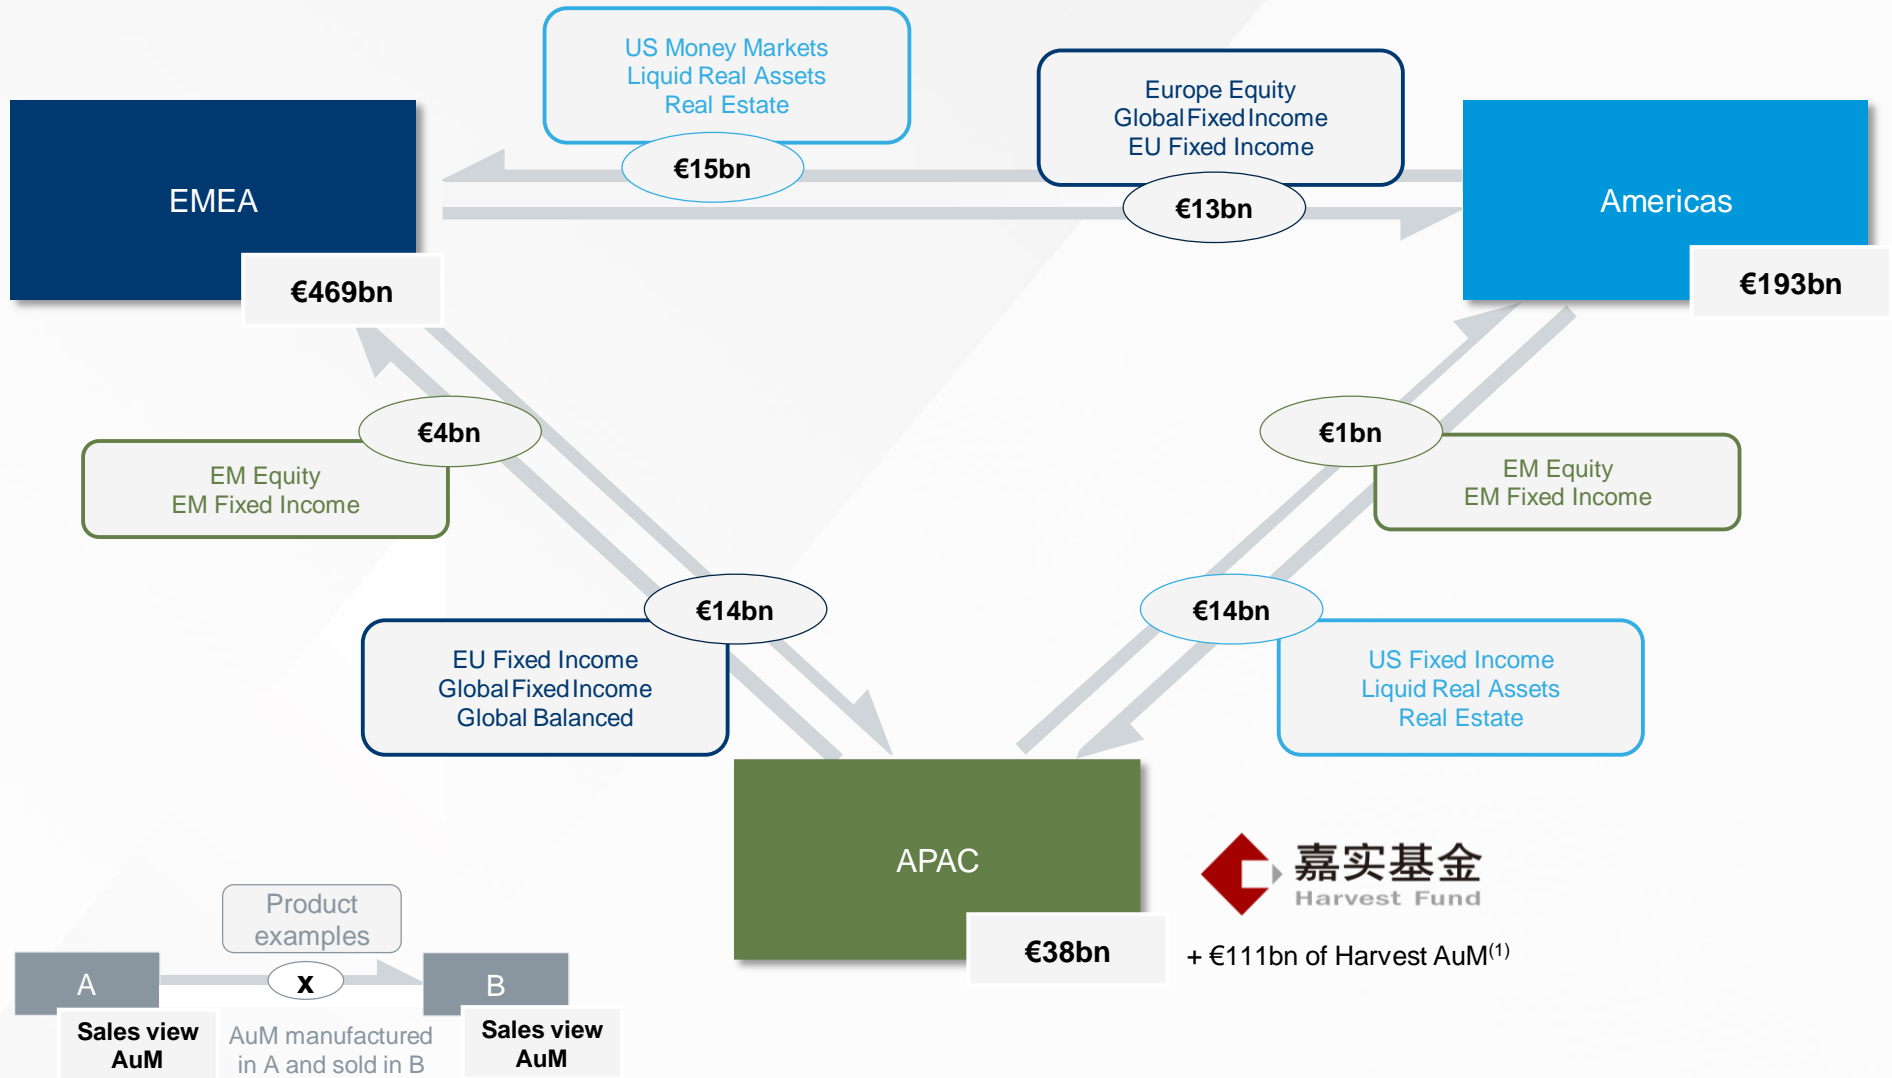 US Money Markets
Liquid Real Assets
Real Estate
€15bn
Europe Equity
Global Fixed Income
EU Fixed Income
€13bn
EMEA
€469bn
Americas
€193bn
€4bn
EM Equity
EM Fixed Income
€1bn
EM Equity
EM Fixed Income
€14bn
EU Fixed Income
Global Fixed Income
Global Balanced
€14bn
US Fixed Income
Liquid Real Assets
Real Estate
APAC
€38bn
嘉实基金
Harvest Fund
+ €111bn of Harvest AuM(1)
Product
examples
A
x
B
Sales view
AuM
AuM manufactured
in A and sold in B
Sales view
AuM